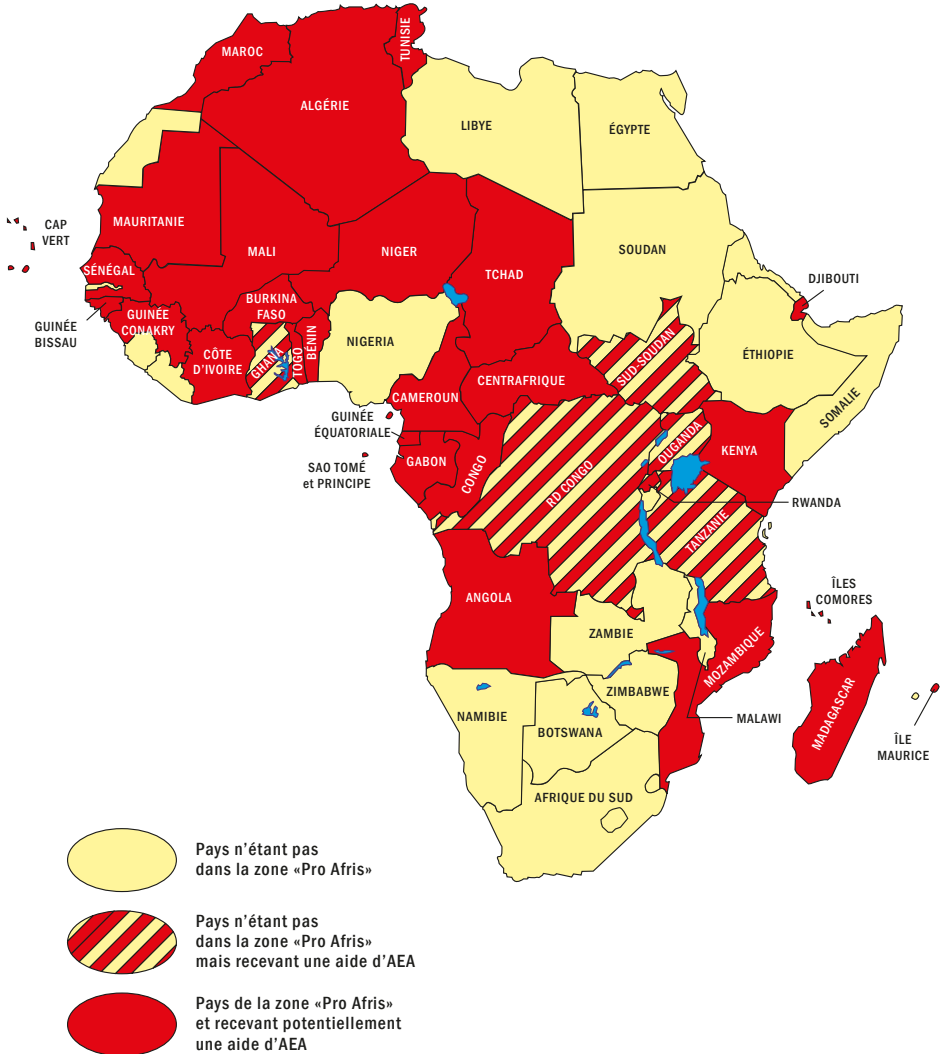 MAROC
TUNISIE
ALGÉRIE
LIBYE
ÉGYPTE
MAURITANIE
CAP
VERT
MALI
NIGER
SOUDAN
TCHAD
SÉNÉGAL
DJIBOUTI
BURKINA
FASO
GUINÉE
CONAKRY
GUINÉE
BISSAU
NIGERIA
BÉNIN
TOGO
GHANA
CÔTE
D'IVOIRE
SUD-SOUDAN
ÉTHIOPIE
SOMALIE
CENTRAFRIQUE
CAMEROUN
GUINÉE
ÉQUATORIALE
OUGANDA
KENYA
GABON
CONGO
RD CONGO
SAO TOMÉ
et PRINCIPE
RWANDA
TANZANIE
ANGOLA
ÎLES
COMORES
ZAMBIE
MOZAMBIQUE
ZIMBABWE
MADAGASCAR
NAMIBIE
BOTSWANA
MALAWI
ÎLE
MAURICE
AFRIQUE DU SUD
Pays n'étant pas
dans la zone «Pro Afris»
Pays n'étant pas
dans la zone «Pro Afris»
mais recevant une aide d'AEA
Pays de la zone «Pro Afris»
et recevant potentiellement
une aide d'AEA